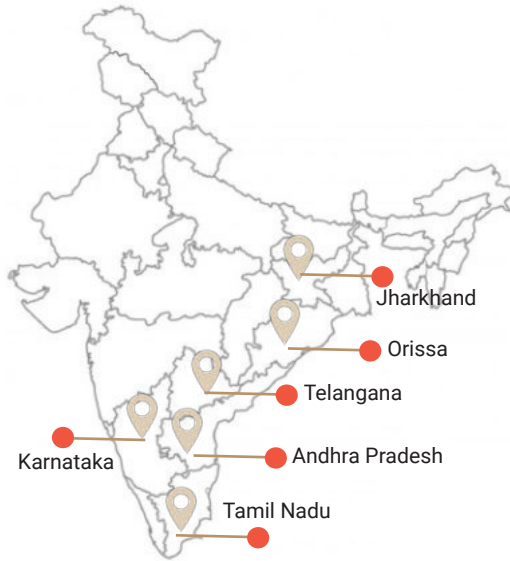 Jharkhand
Orissa
Telangana
Andhra Pradesh
Karnataka
Tamil Nadu